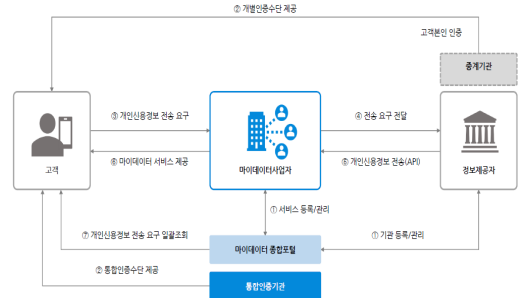 ② 개별인증수단 제공
고객본인 인증
중계기관
③ 개인신용정보 전송 요구
④ 전송 요구 전달
⑥ 마이데이터 서비스 제공
⑤ 개인신용정보 전송(API)
고객
마이데이터사업자
정보제공자
① 서비스 등록/관리
⑦ 개인신용정보 전송 요구 일괄조회
마이데이터 종합포털
① 기관 등록/관리
② 통합인증수단 제공
통합인증기관